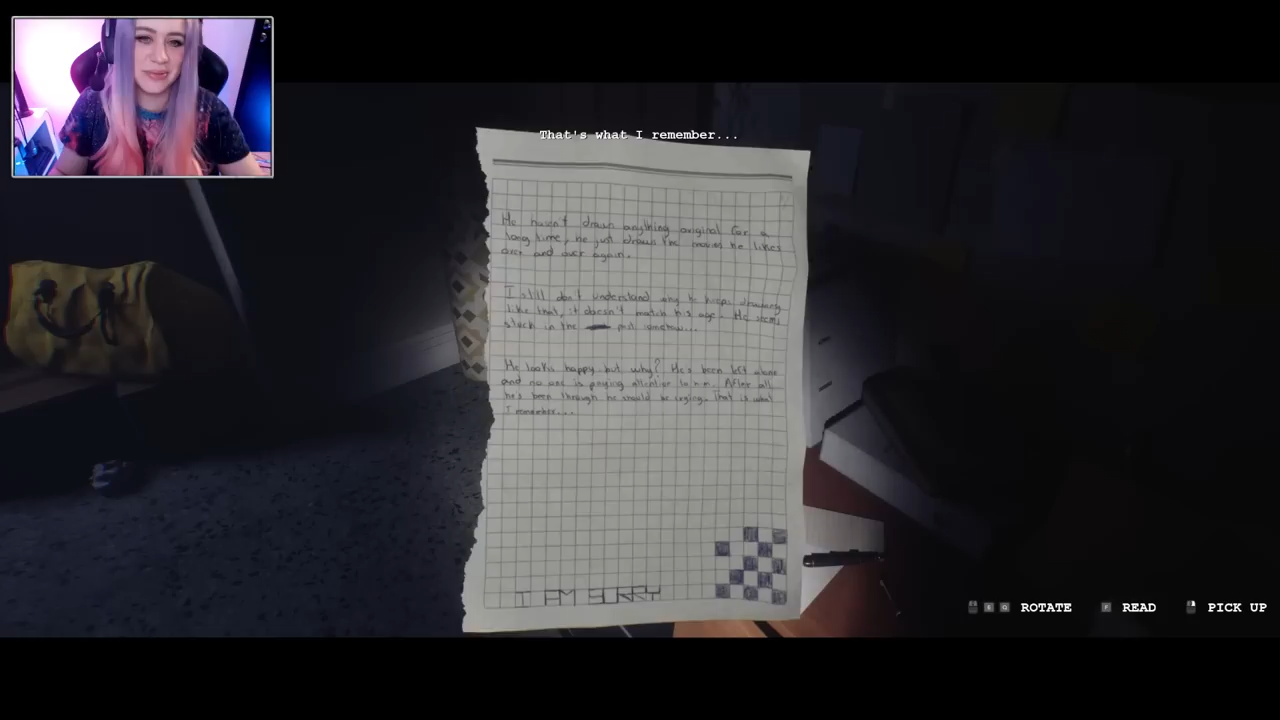 That's what I remember...
He hasn't drawn anything original for a
long time, he just draws the movies he likes
over and over again.
I still don't understand why he keeps drawing
like that, it doesn't match his age. He seems
stuck in the past somehow...
He looks happy but why? He's been left alone
and no one is paying attention to him. After all
he's been through he should be crying. That is what
I remember...
I AM SORRY
E Q ROTATE F READ PICK UP